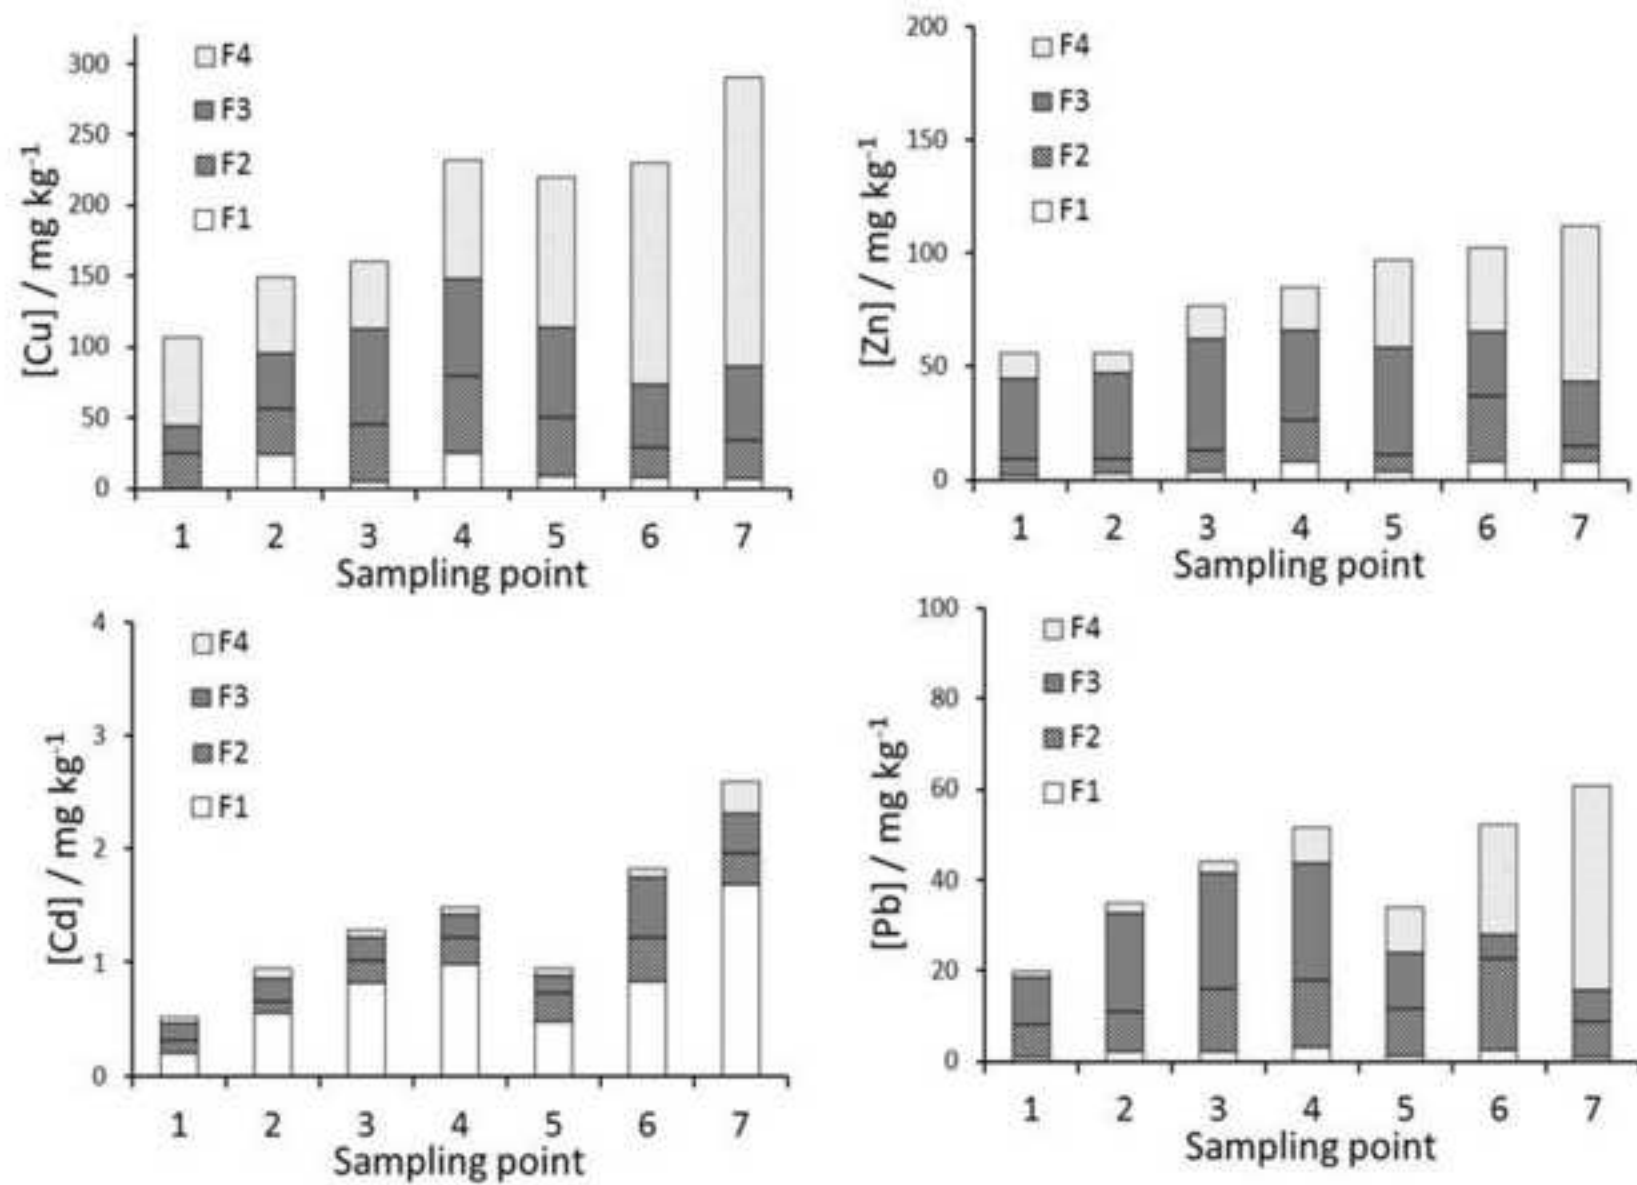 [Cu] / mg kg⁻¹
300
250
200
150
100
50
0
F4
F3
F2
F1
1 2 3 4 5 6 7
Sampling point
[Zn] / mg kg⁻¹
200
150
100
50
0
F4
F3
F2
F1
1 2 3 4 5 6 7
Sampling point
[Cd] / mg kg⁻¹
4
3
2
1
0
F4
F3
F2
F1
1 2 3 4 5 6 7
Sampling point
[Pb] / mg kg⁻¹
100
80
60
40
20
0
F4
F3
F2
F1
1 2 3 4 5 6 7
Sampling point